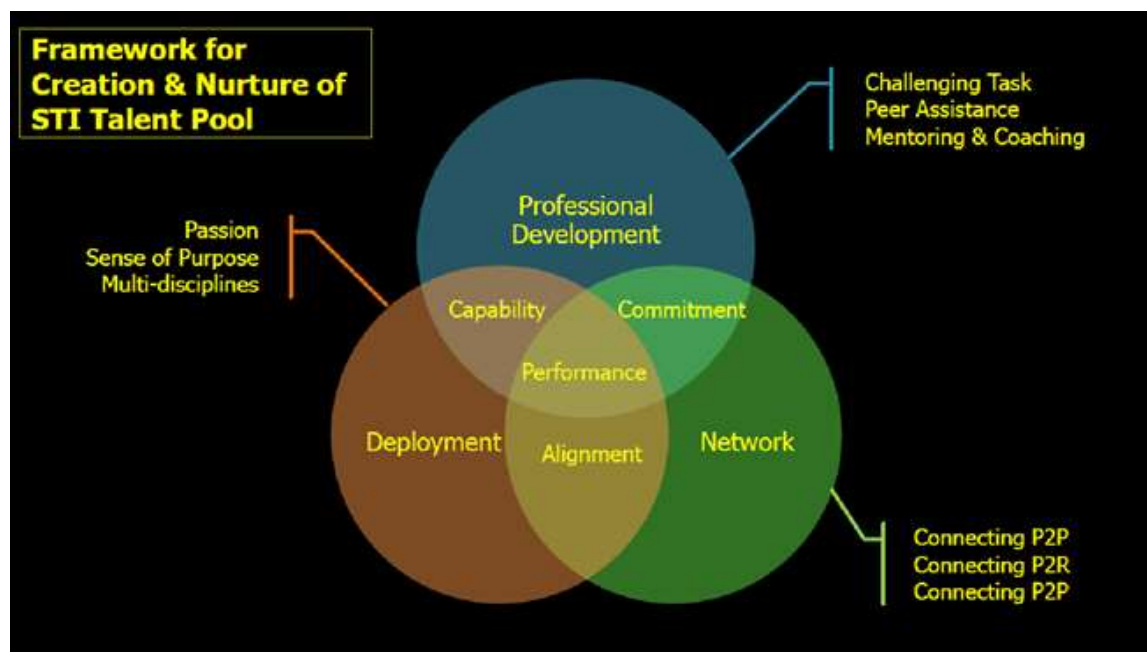 Framework for
Creation & Nurture of
STI Talent Pool
Challenging Task
Peer Assistance
Mentoring & Coaching
Professional
Development
Passion
Sense of Purpose
Multi-disciplines
Capability
Commitment
Performance
Deployment
Alignment
Network
Connecting P2P
Connecting P2R
Connecting P2P